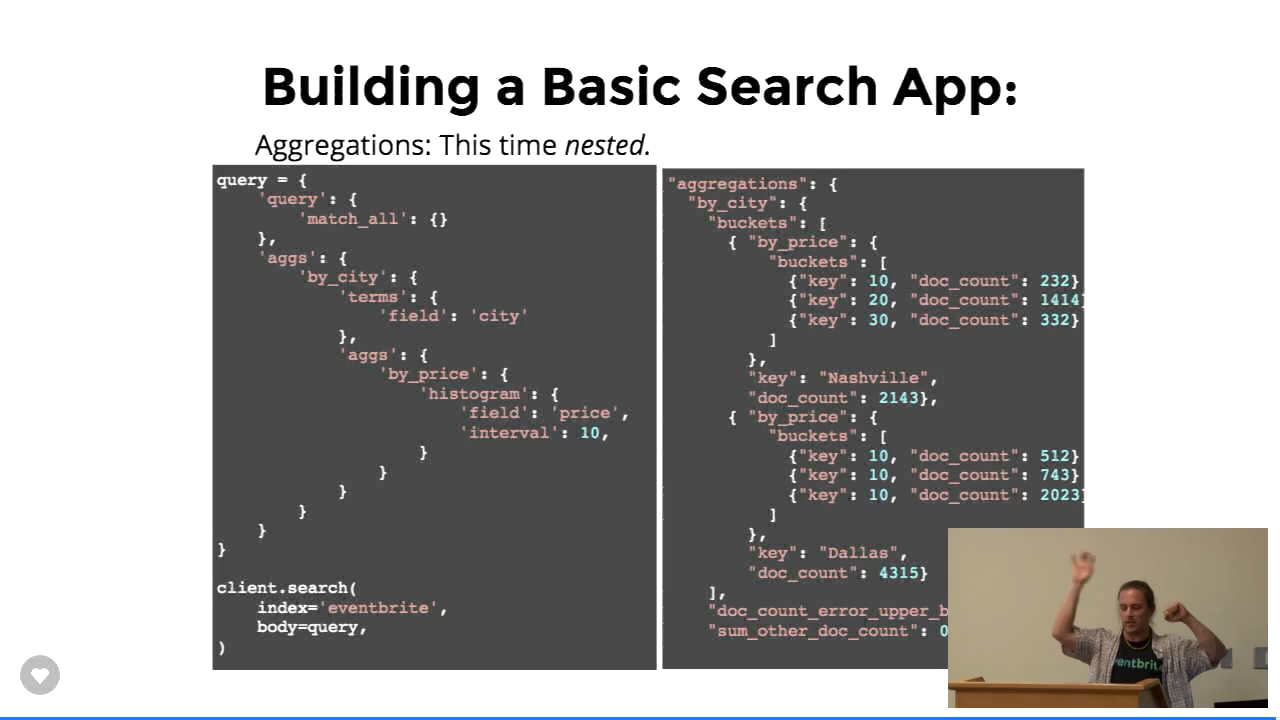 Building a Basic Search App:
Aggregations: This time nested.
query = {
'query': {
'match_all': {}
},
'aggs': {
'by_city': {
'terms': {
'field': 'city'
},
'aggs': {
'by_price': {
'histogram': {
'field': 'price',
'interval': 10,
}
}
}
}
}
}
client.search(
index='eventbrite',
body=query,
)
"aggregations": {
"by_city": {
"buckets": [
{ "by_price": {
"buckets": [
{"key": 10, "doc_count": 232}
{"key": 20, "doc_count": 1414}
{"key": 30, "doc_count": 332}
]
},
"key": "Nashville",
"doc_count": 2143},
{ "by_price": {
"buckets": [
{"key": 10, "doc_count": 512}
{"key": 10, "doc_count": 743}
{"key": 10, "doc_count": 2023}
]
},
"key": "Dallas",
"doc_count": 4315}
],
"doc_count_error_upper_b
"sum_other_doc_count": 0
entbrit